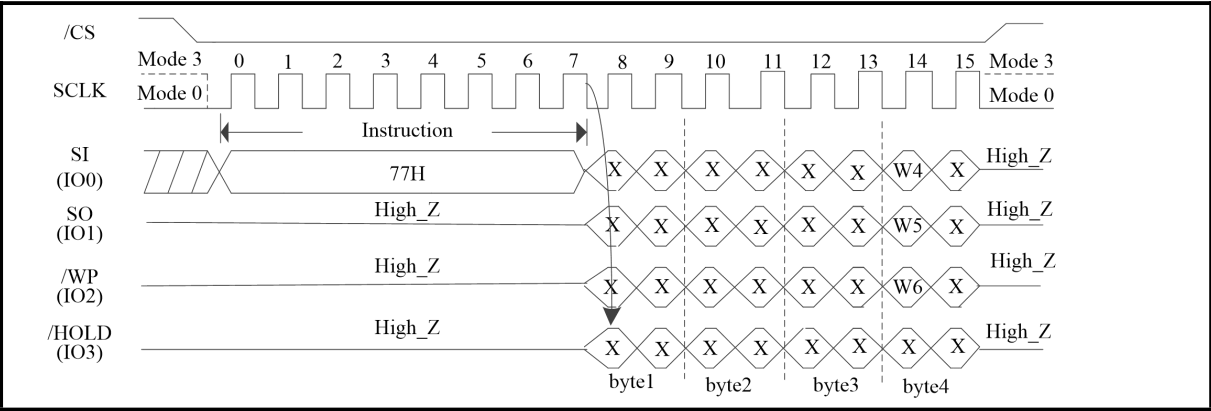 /CS
Mode 3 0 1 2 3 4 5 6 7 8 9 10 11 12 13 14 15 Mode 3
SCLK
Mode 0 Mode 0
Instruction
SI
(IO0)
77H X X X X X X W4 X High_Z
SO
(IO1)
High_Z X X X X X X W5 X High_Z
/WP
(IO2)
High_Z X X X X X X W6 X High_Z
/HOLD
(IO3)
High_Z X X X X X X X X High_Z
byte1 byte2 byte3 byte4